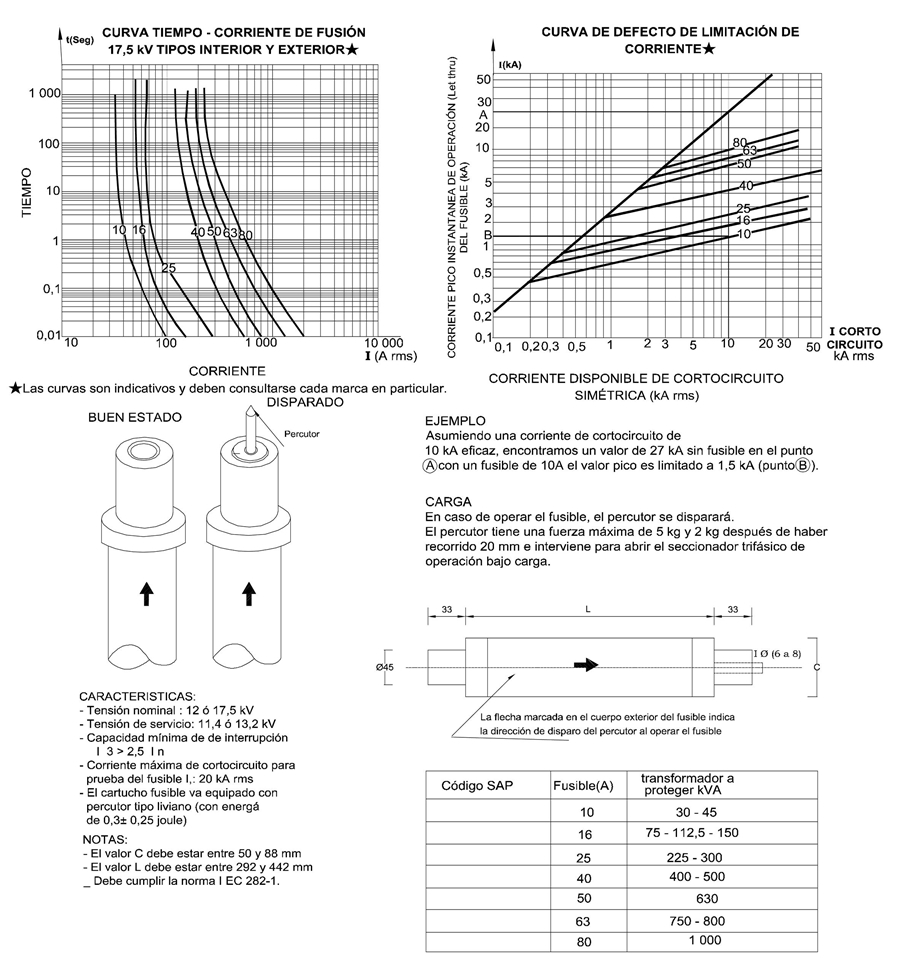 CURVA TIEMPO - CORRIENTE DE FUSIÓN
17,5 kV TIPOS INTERIOR Y EXTERIOR★
t(Seg)
1 000
100
10
1
0,1
0,01
TIEMPO
10 16 25 40 50 63 80
10 100 1 000 10 000
I (A rms)
CORRIENTE
★Las curvas son indicativos y deben consultarse cada marca en particular.
CURVA DE DEFECTO DE LIMITACIÓN DE
CORRIENTE★
I(kA)
50
30
A
20
10
5
3
2
B
1
0,5
0,3
0,2
0,1
CORRIENTE PICO INSTANTANEA DE OPERACIÓN (Let thru)
DEL FUSIBLE (kA)
80
63
50
40
25
16
10
0,1 0,2 0,3 0,5 1 2 3 5 10 20 30 50
I CORTO
CIRCUITO
kA rms
CORRIENTE DISPONIBLE DE CORTOCIRCUITO
SIMÉTRICA (kA rms)
BUEN ESTADO
DISPARADO
Percutor
EJEMPLO
Asumiendo una corriente de cortocircuito de
10 kA eficaz, encontramos un valor de 27 kA sin fusible en el punto
Ⓐcon un fusible de 10A el valor pico es limitado a 1,5 kA (puntoⒷ).
CARGA
En caso de operar el fusible, el percutor se disparará.
El percutor tiene una fuerza máxima de 5 kg y 2 kg después de haber
recorrido 20 mm e interviene para abrir el seccionador trifásico de
operación bajo carga.
33 L 33
Ø45
I Ø (6 a 8)
C
La flecha marcada en el cuerpo exterior del fusible indica
la dirección de disparo del percutor al operar el fusible
CARACTERISTICAS:
- Tensión nominal : 12 ó 17,5 kV
- Tensión de servicio: 11,4 ó 13,2 kV
- Capacidad mínima de de interrupción
I 3 > 2,5 I n
- Corriente máxima de cortocircuito para
prueba del fusible I,: 20 kA rms
- El cartucho fusible va equipado con
percutor tipo liviano (con energá
de 0,3± 0,25 joule)
NOTAS:
- El valor C debe estar entre 50 y 88 mm
- El valor L debe estar entre 292 y 442 mm
_ Debe cumplir la norma I EC 282-1.
Código SAP Fusible(A) transformador a
proteger kVA
10 30 - 45
16 75 - 112,5 - 150
25 225 - 300
40 400 - 500
50 630
63 750 - 800
80 1 000